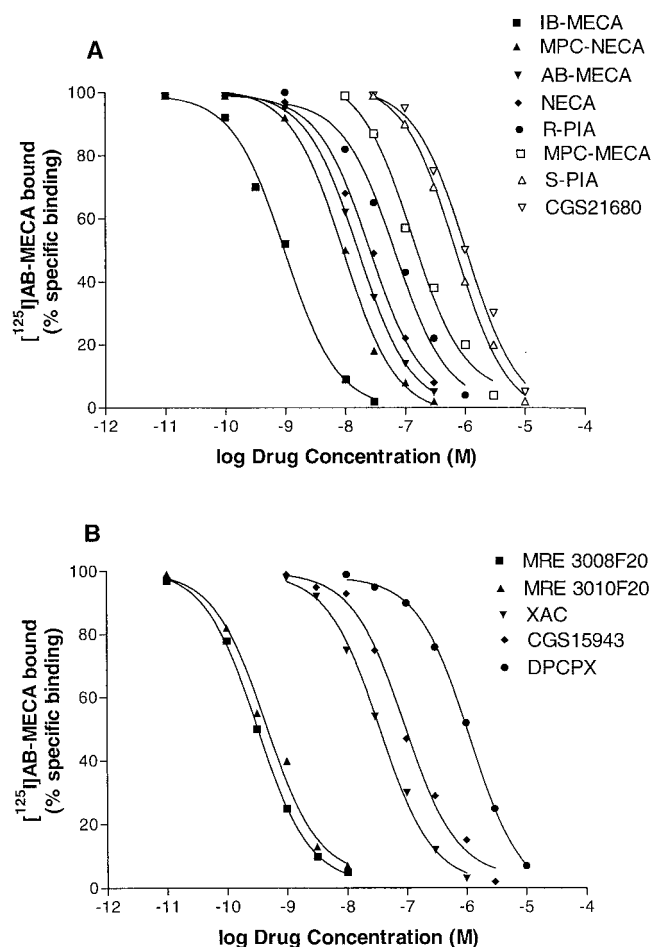 A
IB-MECA
MPC-NECA
AB-MECA
NECA
R-PIA
MPC-MECA
S-PIA
CGS21680
[¹²⁵I]AB-MECA bound
(% specific binding)
100
80
60
40
20
0
-12 -11 -10 -9 -8 -7 -6 -5 -4
log Drug Concentration (M)
B
MRE 3008F20
MRE 3010F20
XAC
CGS15943
DPCPX
[¹²⁵I]AB-MECA bound
(% specific binding)
100
80
60
40
20
0
-12 -11 -10 -9 -8 -7 -6 -5 -4
log Drug Concentration (M)